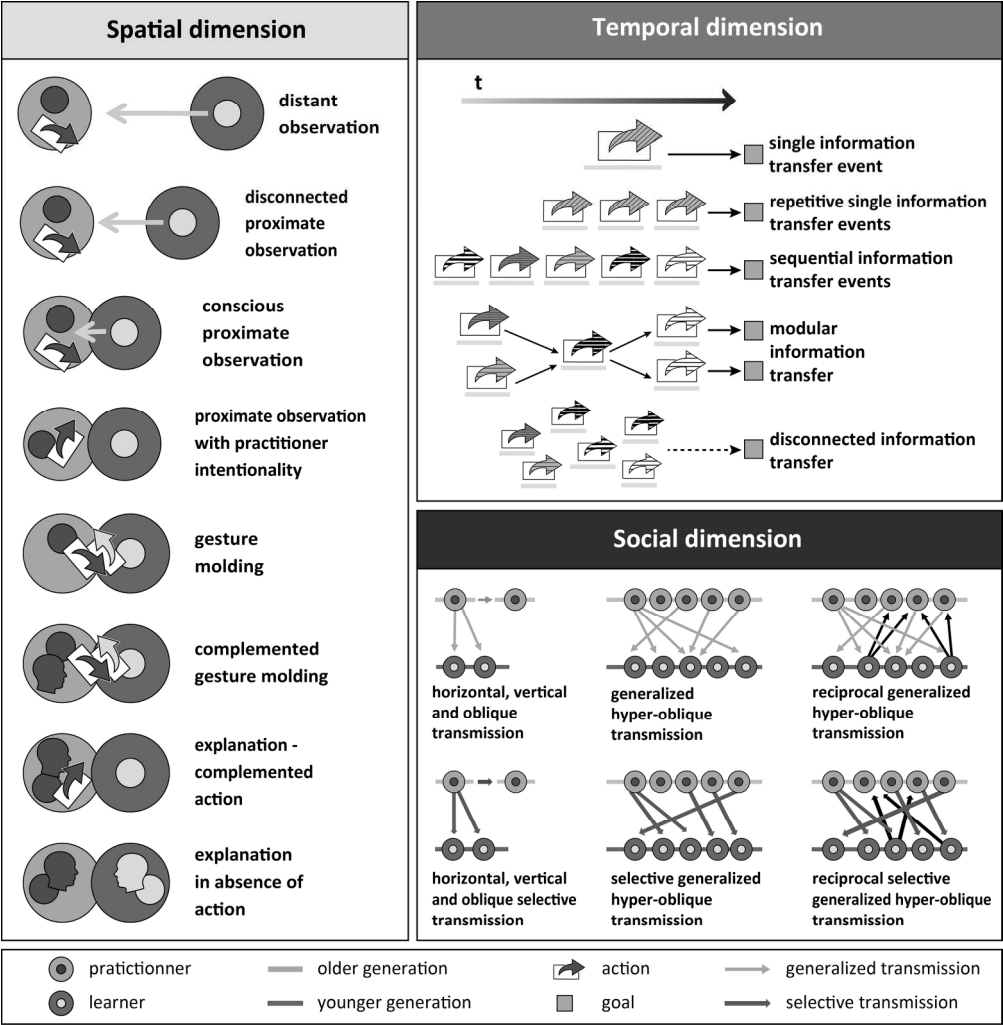 Spatial dimension
distant
observation
disconnected
proximate
observation
conscious
proximate
observation
proximate observation
with practitioner
intentionality
gesture
molding
complemented
gesture molding
explanation -
complemented
action
explanation
in absence of
action
Temporal dimension
t
single information
transfer event
repetitive single information
transfer events
sequential information
transfer events
modular
information
transfer
disconnected information
transfer
Social dimension
horizontal, vertical
and oblique
transmission
generalized
hyper-oblique
transmission
reciprocal generalized
hyper-oblique
transmission
horizontal, vertical
and oblique selective
transmission
selective generalized
hyper-oblique
transmission
reciprocal selective
generalized hyper-oblique
transmission
pratictionner
older generation
action
generalized transmission
learner
younger generation
goal
selective transmission